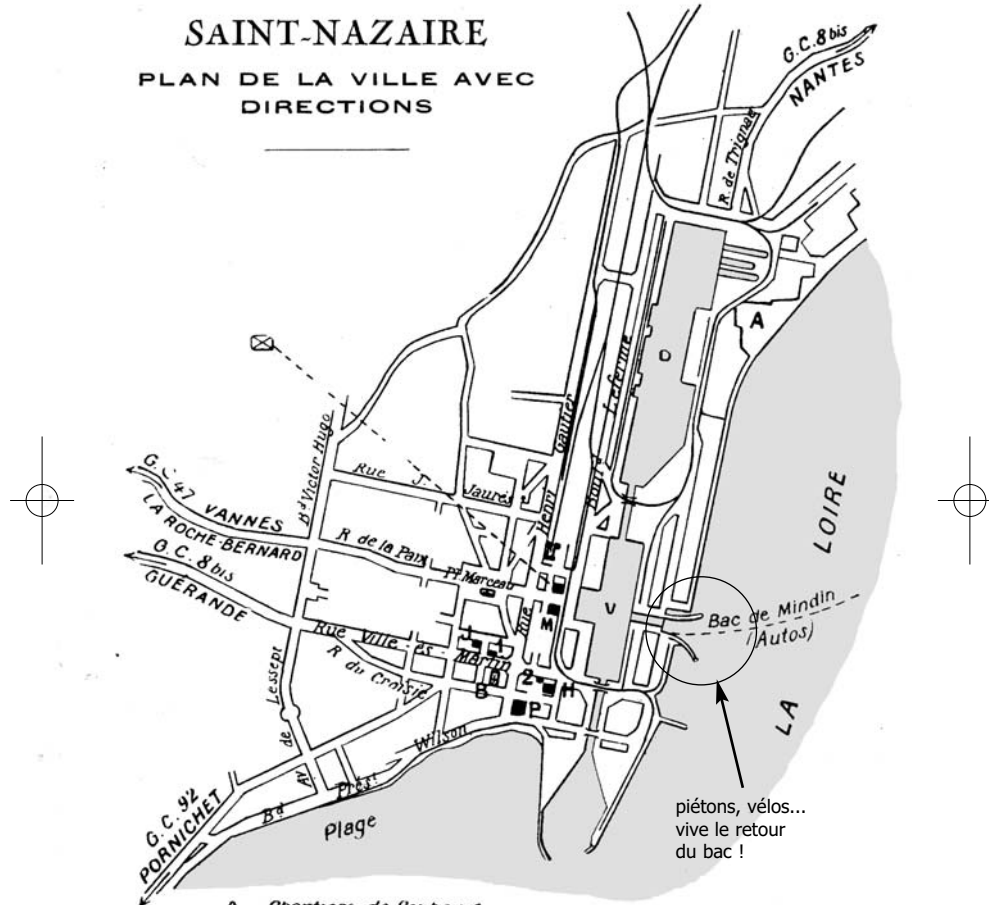 SAINT-NAZAIRE
PLAN DE LA VILLE AVEC
DIRECTIONS
G.C.8 bis
NANTES
R. de Trignac
A
D
Gautier
Leferme
Bd Victor Hugo
Rue J.
Jaurès
Henri
Rout
G.C 47 VANNES
LA ROCHE-BERNARD
G.C. 8 bis
GUÉRANDE
R de la Paix
Pl. Marceau
LOIRE
LA
V
M
Rue
Bac de Mindin
(Autos)
Rue Ville-ès-
Martin
J
R du Croisic
B
Z
H
P
Av. de Lesseps
Bd Prést Wilson
Plage
G.C. 92
PORNICHET
piétons, vélos...
vive le retour
du bac !